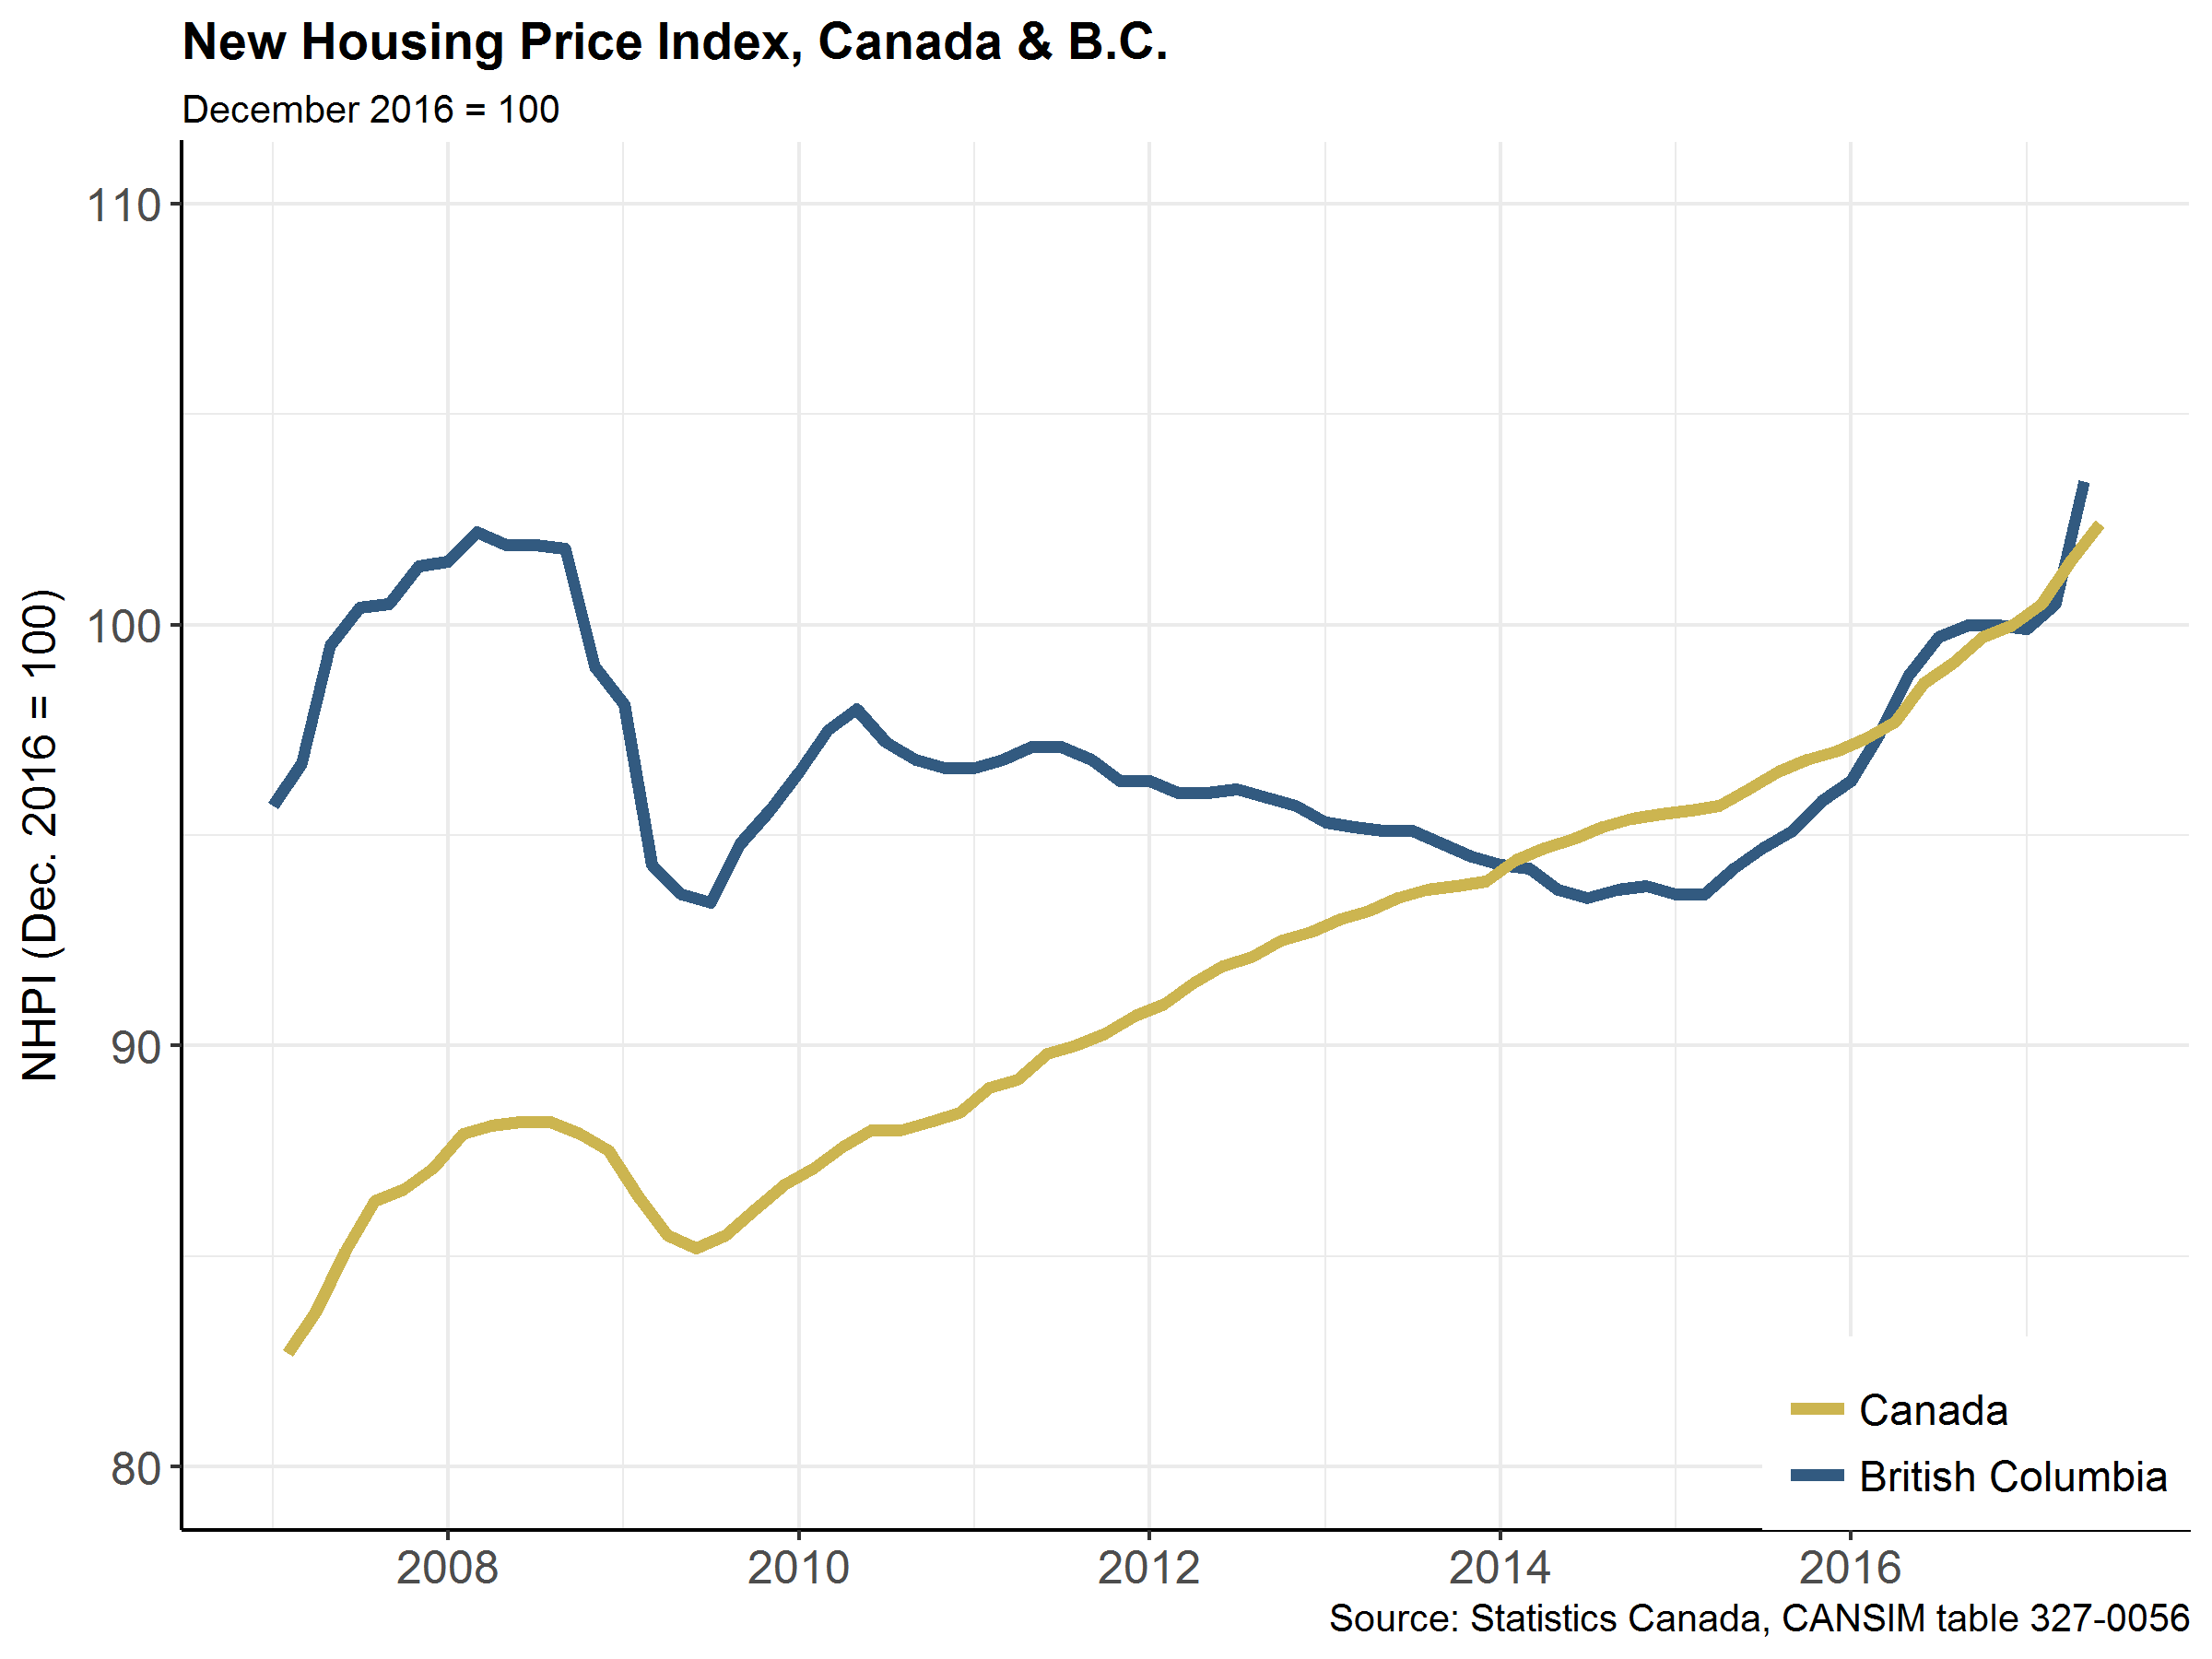 New Housing Price Index, Canada & B.C.
December 2016 = 100
NHPI (Dec. 2016 = 100)
110
100
90
80
Canada
British Columbia
2008 2010 2012 2014 2016
Source: Statistics Canada, CANSIM table 327-0056